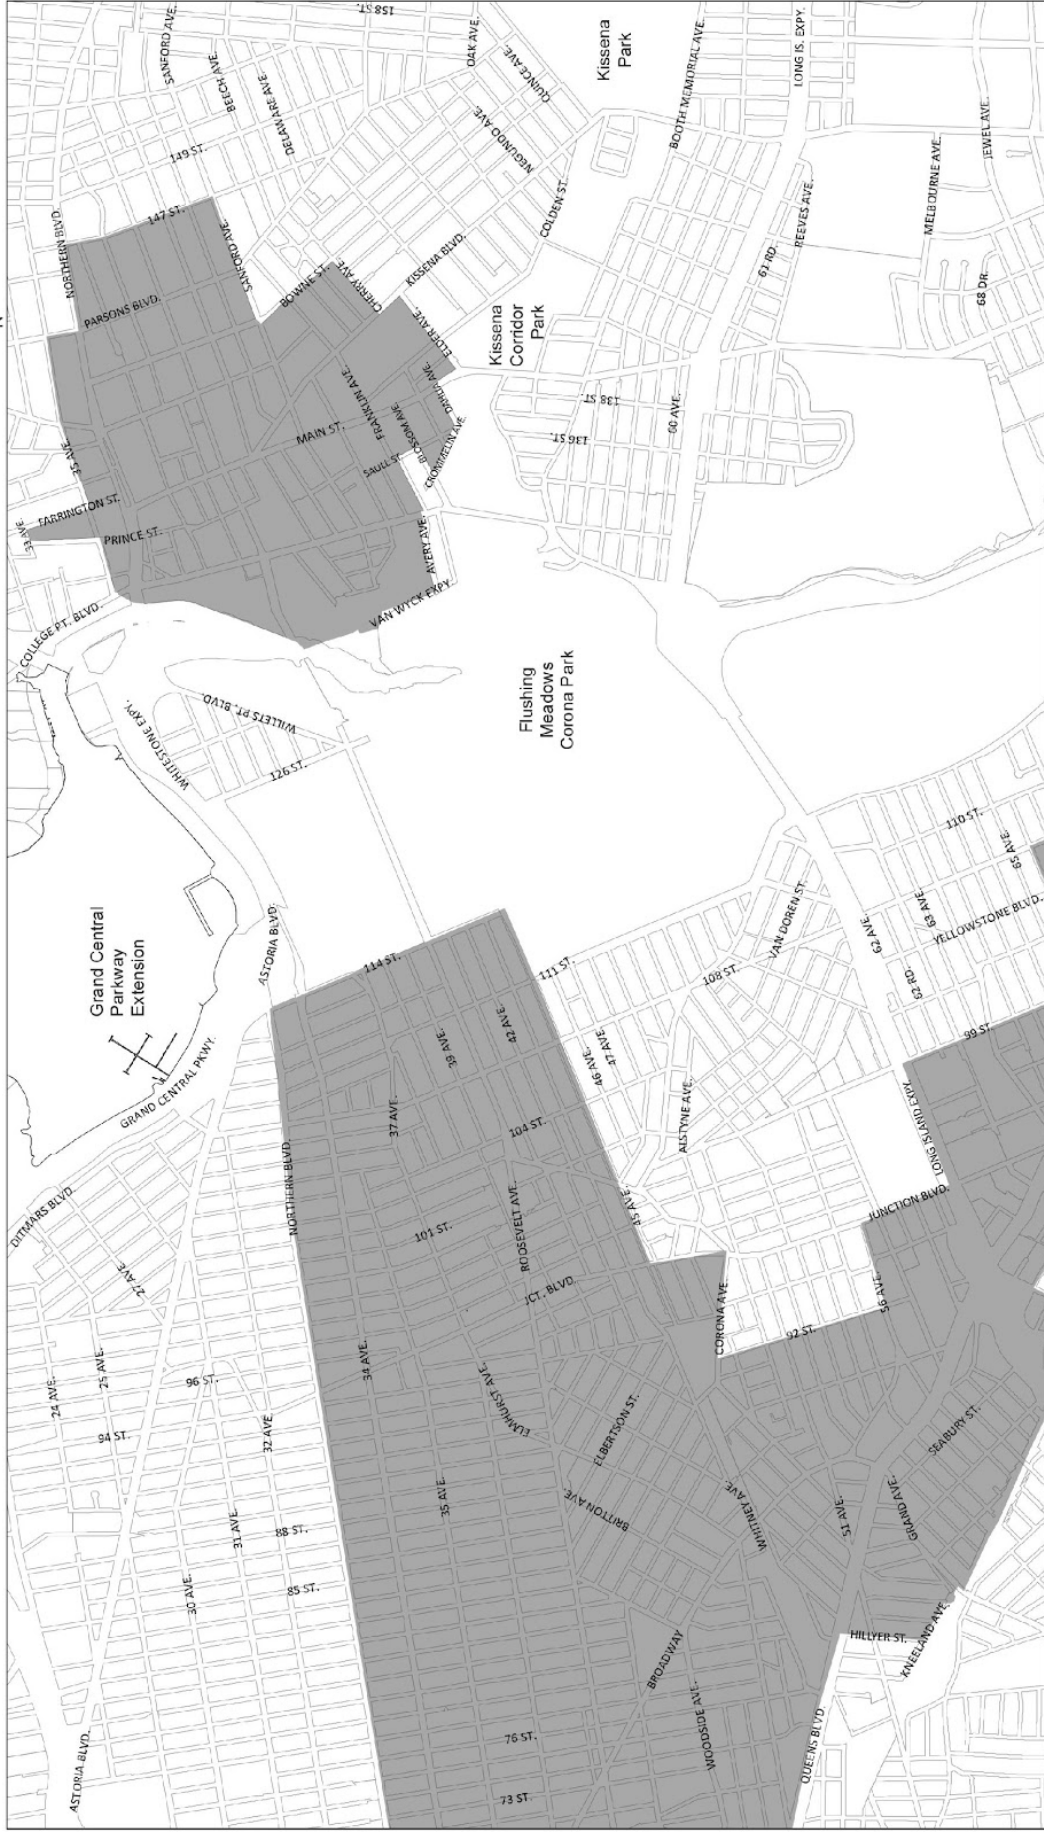 158 ST.
SANFORD AVE.
OAK AVE.
Kissena
Park
BOOTH MEMORIAL AVE.
LONG IS. EXPY.
BEECH AVE.
QUINCE AVE.
DELAWARE AVE.
149 ST.
NEGUNDO AVE.
JEWEL AVE.
MELBOURNE AVE.
COLDEN ST.
REEVES AVE.
147 ST.
NORTHERN BLVD.
SANFORD AVE.
61 RD.
KISSENA BLVD.
BOWNE ST.
CHERRY AVE.
68 DR.
PARSONS BLVD.
ELDER AVE.
Kissena
Corridor
Park
FRANKLIN AVE.
DAHLIA AVE.
138 ST.
60 AVE.
MAIN ST.
BLOSSOM AVE.
136 ST.
35 AVE.
SAULL ST.
CROMMELIN AVE.
FARRINGTON ST.
33 AVE.
PRINCE ST.
AVERY AVE.
VAN WYCK EXPY.
COLLEGE PT. BLVD.
Flushing
Meadows
Corona Park
WILLETS PT. BLVD.
WHITESTONE EXPY.
126 ST.
110 ST.
65 AVE.
Grand Central
Parkway
Extension
ASTORIA BLVD.
VAN DOREN ST.
63 AVE.
YELLOWSTONE BLVD.
62 AVE.
114 ST.
111 ST.
108 ST.
62 RD.
99 ST.
42 AVE.
39 AVE.
46 AVE.
47 AVE.
GRAND CENTRAL PKWY.
37 AVE.
104 ST.
ALSTYNE AVE.
LONG ISLAND EXPY.
NORTHERN BLVD.
45 AVE.
JUNCTION BLVD.
DITMARS BLVD.
101 ST.
ROOSEVELT AVE.
27 AVE.
JCT. BLVD.
56 AVE.
CORONA AVE.
92 ST.
34 AVE.
25 AVE.
24 AVE.
96 ST.
ELMHURST AVE.
94 ST.
32 AVE.
ELBERTSON ST.
SEABURY ST.
35 AVE.
BRITTON AVE.
WHITNEY AVE.
51 AVE.
GRAND AVE.
31 AVE.
88 ST.
30 AVE.
85 ST.
HILLYER ST.
KNEELAND AVE.
BROADWAY
WOODSIDE AVE.
76 ST.
QUEENS BLVD.
ASTORIA BLVD.
73 ST.